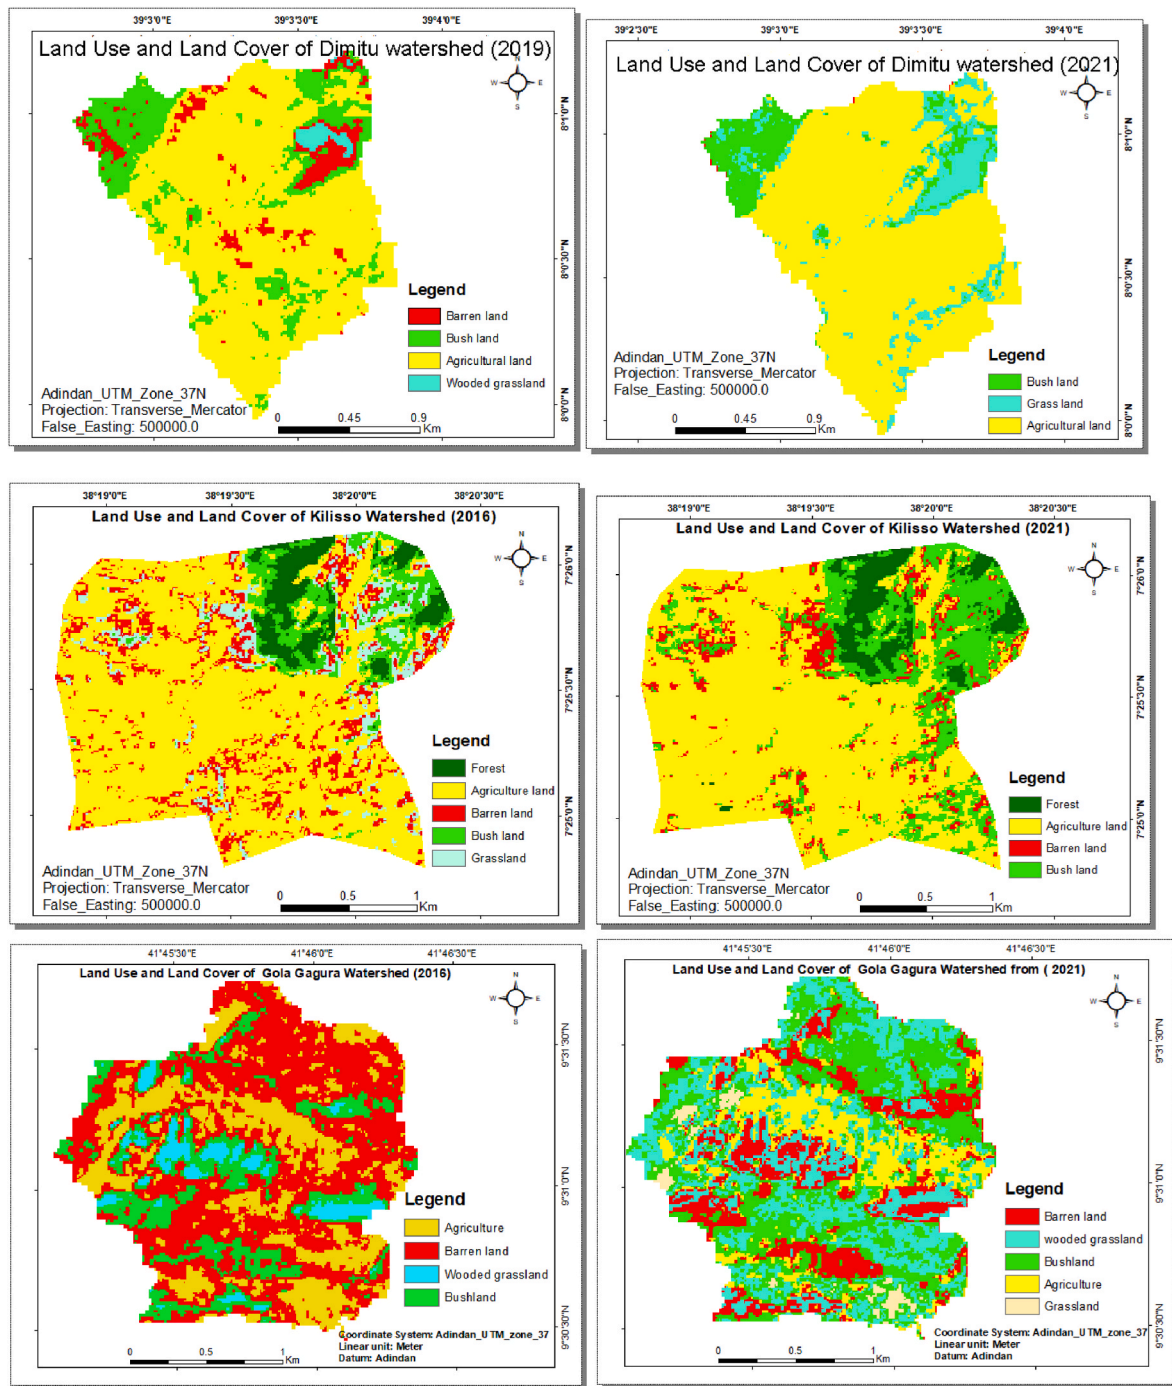 39°3'0"E 39°3'30"E 39°4'0"E
Land Use and Land Cover of Dimitu watershed (2019)
N
W E
S
8°1'0"N
8°0'30"N
8°0'0"N
Legend
Barren land
Bush land
Agricultural land
Wooded grassland
Adindan_UTM_Zone_37N
Projection: Transverse_Mercator
False_Easting: 500000.0
0 0.45 0.9
Km
39°2'30"E 39°3'0"E 39°3'30"E 39°4'0"E
Land Use and Land Cover of Dimitu watershed (2021)
N
W E
S
8°1'0"N
8°0'30"N
8°0'0"N
Adindan_UTM_Zone_37N
Projection: Transverse_Mercator
False_Easting: 500000.0
Legend
Bush land
Grass land
Agricultural land
0 0.45 0.9
Km
38°19'0"E 38°19'30"E 38°20'0"E 38°20'30"E
Land Use and Land Cover of Kilisso Watershed (2016)
N
W E
S
7°26'0"N
7°25'30"N
7°25'0"N
Legend
Forest
Agriculture land
Barren land
Bush land
Grassland
Adindan_UTM_Zone_37N
Projection: Transverse_Mercator
False_Easting: 500000.0
0 0.5 1
Km
38°19'0"E 38°19'30"E 38°20'0"E 38°20'30"E
Land Use and Land Cover of Kilisso Watershed (2021)
N
W E
S
7°26'0"N
7°25'30"N
7°25'0"N
Legend
Forest
Agriculture land
Barren land
Bush land
Adindan_UTM_Zone_37N
Projection: Transverse_Mercator
False_Easting: 500000.0
0 0.5 1
Km
41°45'30"E 41°46'0"E 41°46'30"E
Land Use and Land Cover of Gola Gagura Watershed (2016)
N
W E
S
9°31'30"N
9°31'0"N
9°30'30"N
Legend
Agriculture
Barren land
Wooded grassland
Bushland
Coordinate System: Adindan_UTM_zone_37
Linear unit: Meter
Datum: Adindan
0 0.5 1
Km
41°45'30"E 41°46'0"E 41°46'30"E
Land Use and Land Cover of Gola Gagura Watershed from ( 2021)
N
W E
S
9°31'30"N
9°31'0"N
9°30'30"N
Legend
Barren land
wooded grassland
Bushland
Agriculture
Grassland
Coordinate System: Adindan_UTM_zone_37
Linear unit: Meter
Datum: Adindan
0 0.5 1
Km